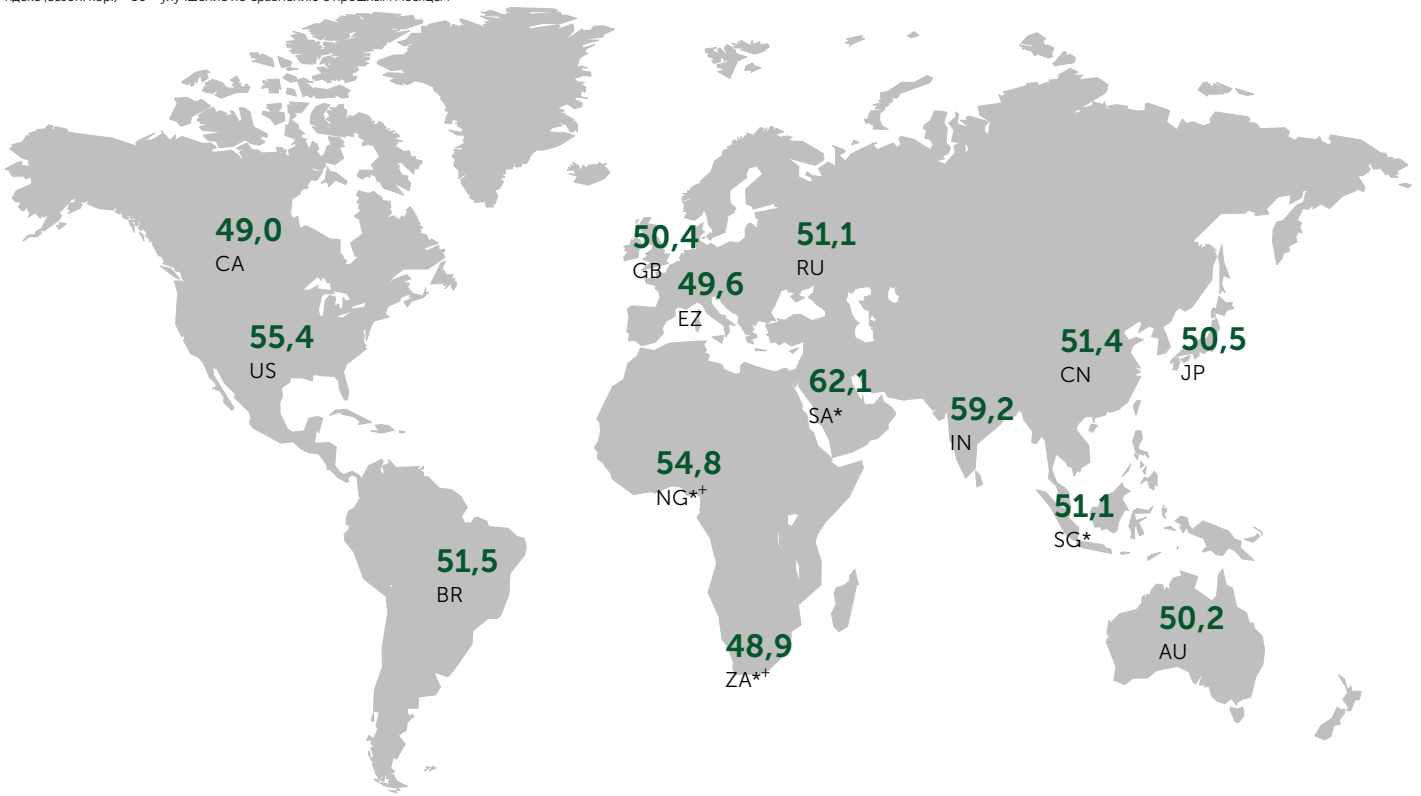 49,0
CA
50,4
GB
51,1
RU
49,6
EZ
55,4
US
51,4
CN
50,5
JP
62,1
SA*
59,2
IN
54,8
NG*+
51,1
SG*
51,5
BR
50,2
AU
48,9
ZA*+